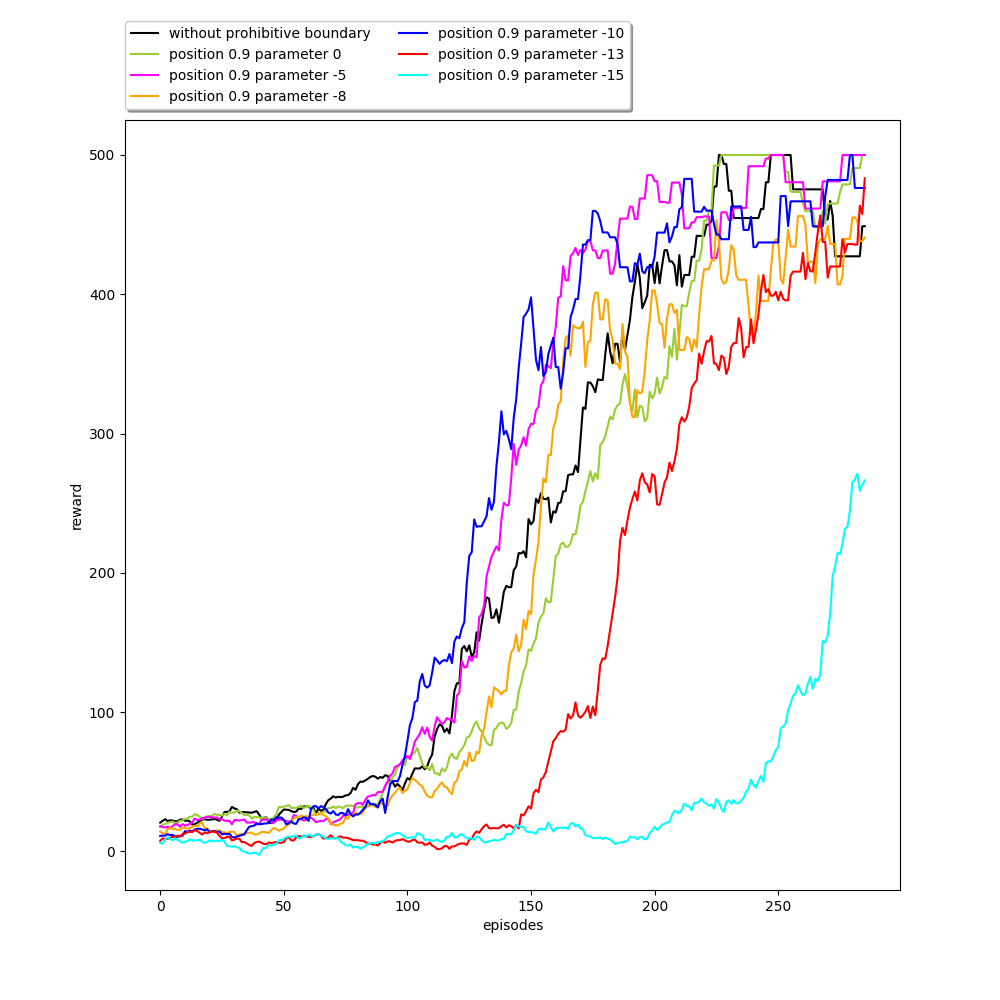 without prohibitive boundary
position 0.9 parameter 0
position 0.9 parameter -5
position 0.9 parameter -8
position 0.9 parameter -10
position 0.9 parameter -13
position 0.9 parameter -15
500
400
300
200
100
0
reward
0 50 100 150 200 250
episodes